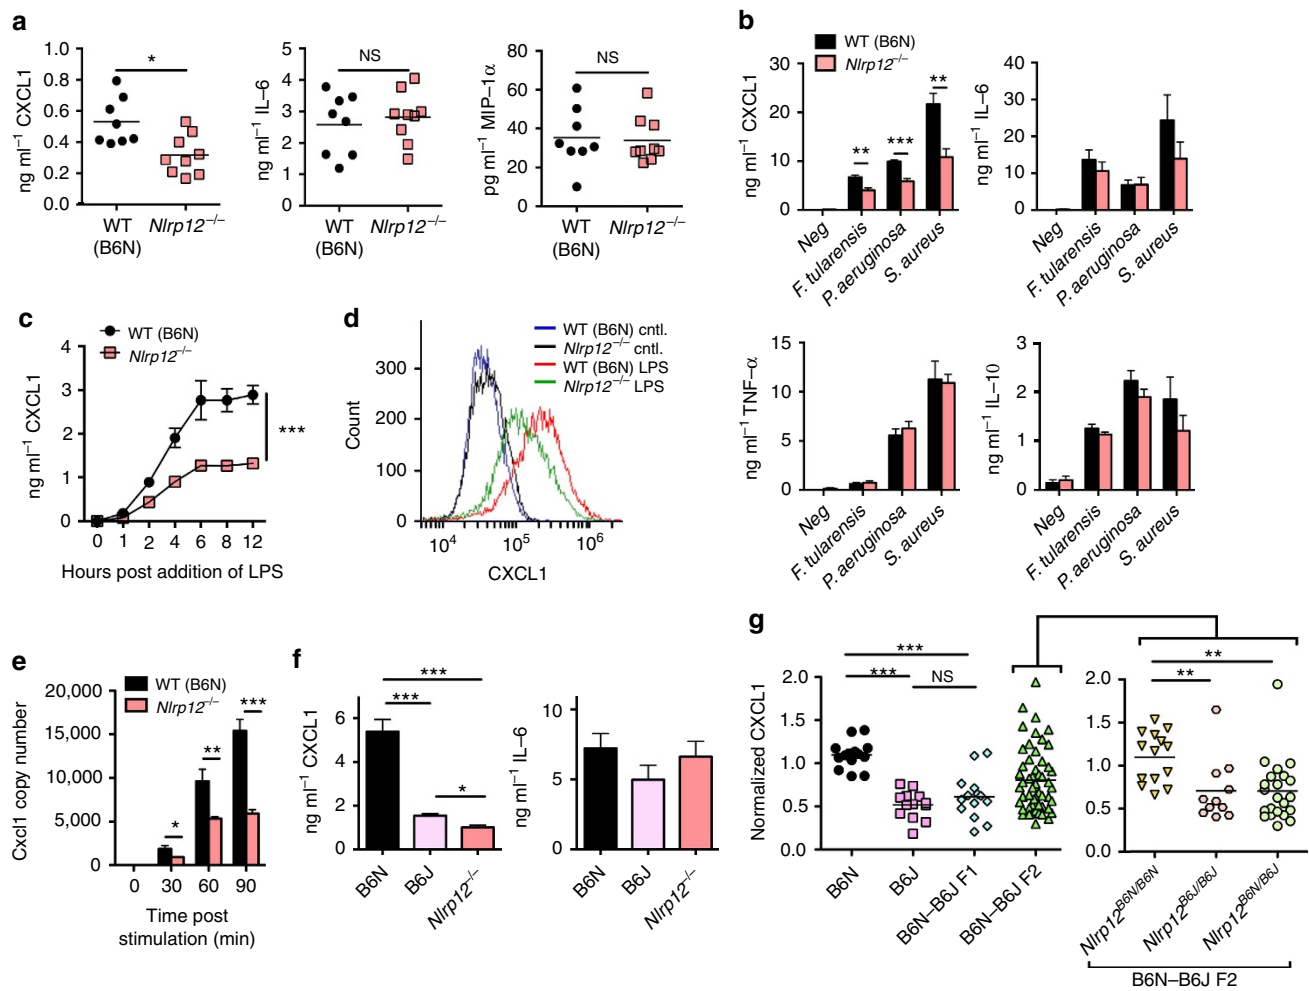 a
ng ml⁻¹ CXCL1
1.0
0.8
0.6
0.4
0.2
0.0
*
WT
(B6N)
Nlrp12⁻/⁻
ng ml⁻¹ IL–6
5
4
3
2
1
0
NS
WT
(B6N)
Nlrp12⁻/⁻
pg ml⁻¹ MIP–1α
80
60
40
20
0
NS
WT
(B6N)
Nlrp12⁻/⁻
b
WT (B6N)
Nlrp12⁻/⁻
ng ml⁻¹ CXCL1
30
20
10
0
**
***
**
Neg
F. tularensis
P. aeruginosa
S. aureus
ng ml⁻¹ IL–6
40
30
20
10
0
Neg
F. tularensis
P. aeruginosa
S. aureus
ng ml⁻¹ TNF–α
15
10
5
0
Neg
F. tularensis
P. aeruginosa
S. aureus
ng ml⁻¹ IL–10
3
2
1
0
Neg
F. tularensis
P. aeruginosa
S. aureus
c
WT (B6N)
Nlrp12⁻/⁻
ng ml⁻¹ CXCL1
4
3
2
1
0
***
0 1 2 4 6 8 12
Hours post addition of LPS
d
WT (B6N) cntl.
Nlrp12⁻/⁻ cntl.
WT (B6N) LPS
Nlrp12⁻/⁻ LPS
Count
300
200
100
0
10⁴ 10⁵ 10⁶
CXCL1
e
WT (B6N)
Nlrp12⁻/⁻
Cxcl1 copy number
20,000
15,000
10,000
5,000
0
*
**
***
0 30 60 90
Time post
stimulation (min)
f
ng ml⁻¹ CXCL1
6
4
2
0
***
***
*
B6N
B6J
Nlrp12⁻/⁻
ng ml⁻¹ IL–6
10
5
0
B6N
B6J
Nlrp12⁻/⁻
g
Normalized CXCL1
2.0
1.5
1.0
0.5
0.0
***
***
NS
B6N
B6J
B6N–B6J F1
B6N–B6J F2
2.0
1.5
1.0
0.5
0.0
**
**
Nlrp12ᴮ⁶ᴺ/ᴮ⁶ᴺ
Nlrp12ᴮ⁶ᴶ/ᴮ⁶ᴶ
Nlrp12ᴮ⁶ᴺ/ᴮ⁶ᴶ
B6N–B6J F2